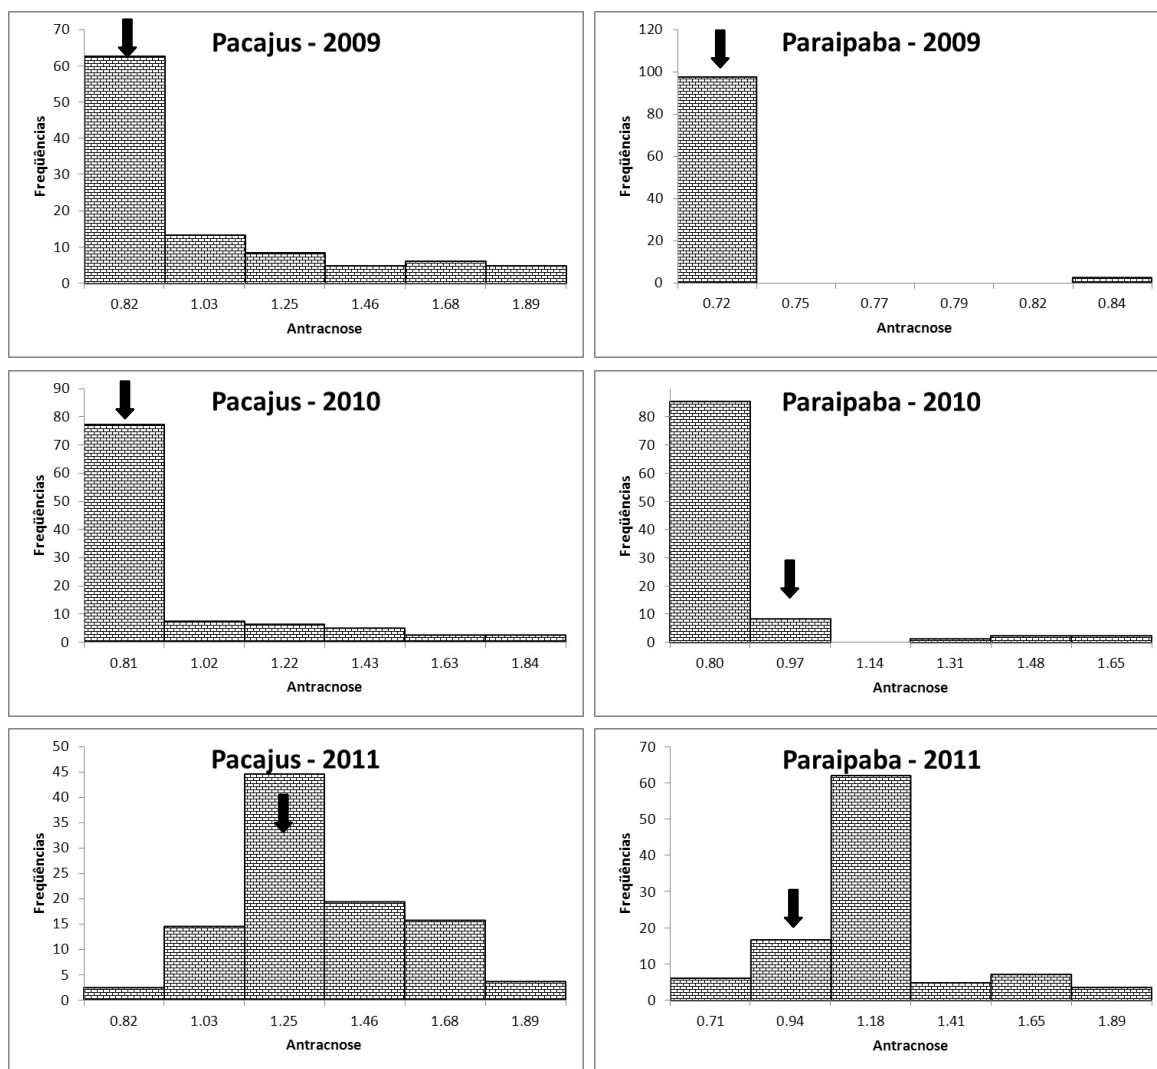 Pacajus - 2009
70
60
50
40
30
20
10
0
Freqüências
0.82 1.03 1.25 1.46 1.68 1.89
Antracnose
Paraipaba - 2009
120
100
80
60
40
20
0
Freqüências
0.72 0.75 0.77 0.79 0.82 0.84
Antracnose
Pacajus - 2010
90
80
70
60
50
40
30
20
10
0
Freqüências
0.81 1.02 1.22 1.43 1.63 1.84
Antracnose
Paraipaba - 2010
80
70
60
50
40
30
20
10
0
Freqüências
0.80 0.97 1.14 1.31 1.48 1.65
Antracnose
Pacajus - 2011
50
45
40
35
30
25
20
15
10
5
0
Freqüências
0.82 1.03 1.25 1.46 1.68 1.89
Antracnose
Paraipaba - 2011
70
60
50
40
30
20
10
0
Freqüências
0.71 0.94 1.18 1.41 1.65 1.89
Antracnose